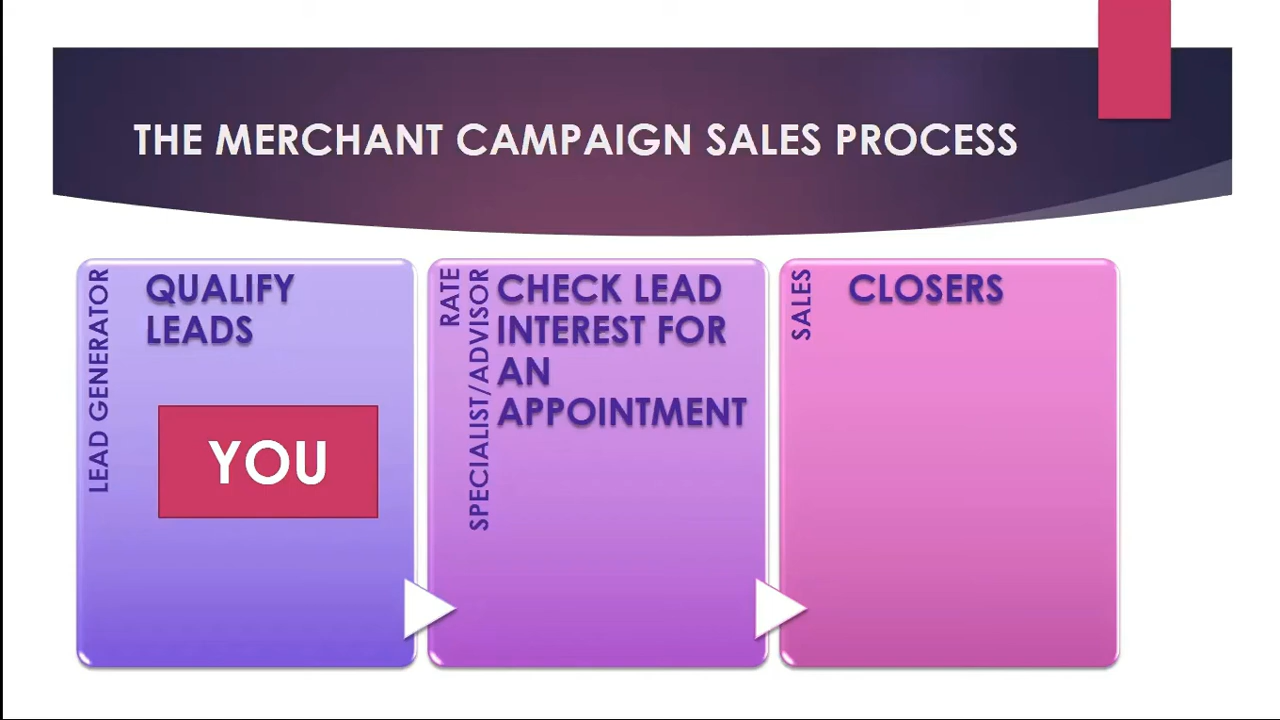 THE MERCHANT CAMPAIGN SALES PROCESS
LEAD GENERATOR
QUALIFY
LEADS
YOU
RATE
SPECIALIST/ADVISOR
CHECK LEAD
INTEREST FOR
AN
APPOINTMENT
SALES
CLOSERS